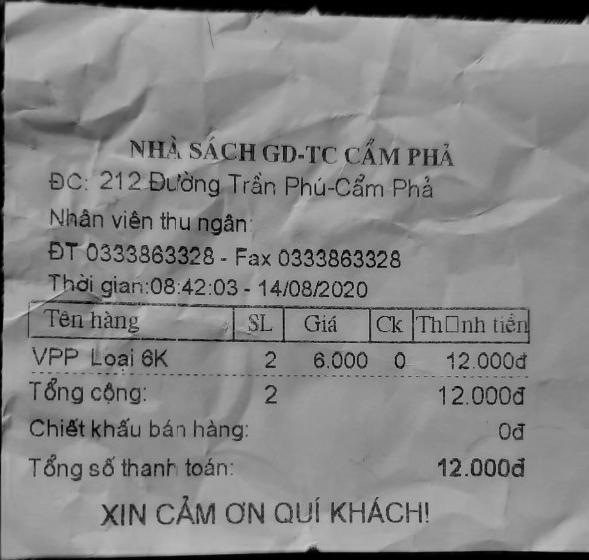 NHÀ SÁCH GD-TC CẨM PHẢ
ĐC: 212 Đường Trần Phú-Cẩm Phả
Nhân viên thu ngân:
ĐT 0333863328 - Fax 0333863328
Thời gian:08:42:03 - 14/08/2020
Tên hàng SL Giá Ck Th□nh tiền
VPP Loại 6K 2 6.000 0 12.000đ
Tổng cộng: 2 12.000đ
Chiết khấu bán hàng: 0đ
Tổng số thanh toán: 12.000đ
XIN CẢM ƠN QUÍ KHÁCH!